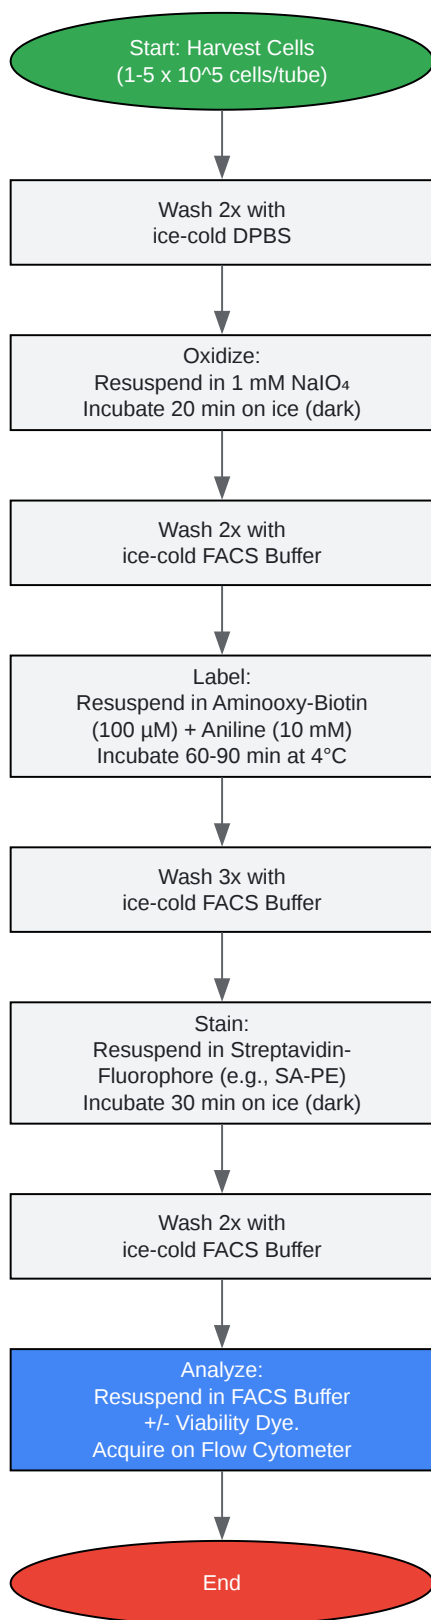 Start: Harvest Cells
(1-5 x 10^5 cells/tube)
Wash 2x with
ice-cold DPBS
Oxidize:
Resuspend in 1 mM NaIO₄
Incubate 20 min on ice (dark)
Wash 2x with
ice-cold FACS Buffer
Label:
Resuspend in Aminooxy-Biotin
(100 µM) + Aniline (10 mM)
Incubate 60-90 min at 4°C
Wash 3x with
ice-cold FACS Buffer
Stain:
Resuspend in Streptavidin-
Fluorophore (e.g., SA-PE)
Incubate 30 min on ice (dark)
Wash 2x with
ice-cold FACS Buffer
Analyze:
Resuspend in FACS Buffer
+/- Viability Dye.
Acquire on Flow Cytometer
End